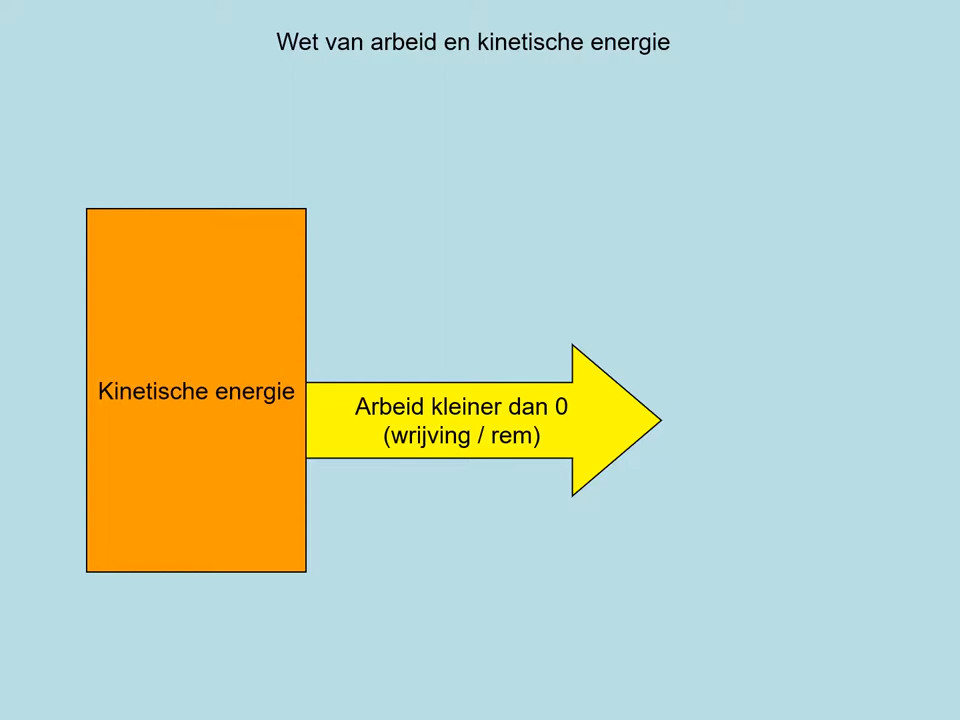 Wet van arbeid en kinetische energie
Kinetische energie
Arbeid kleiner dan 0
(wrijving / rem)